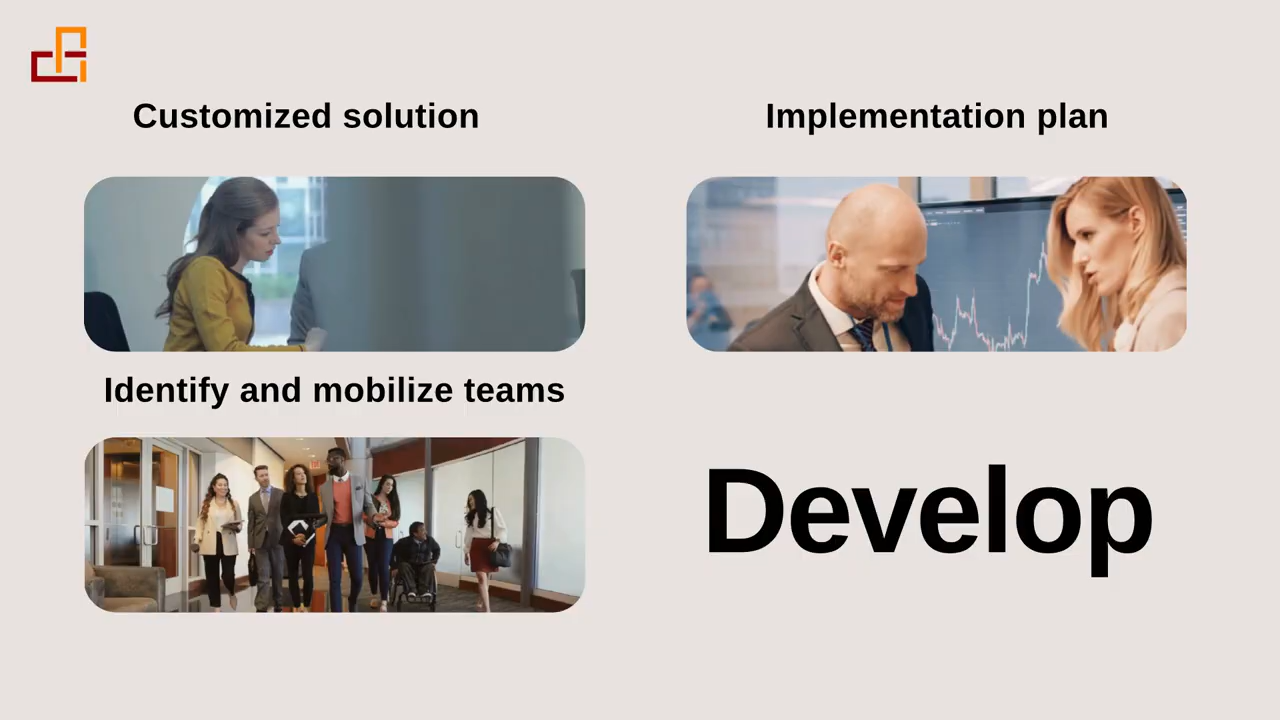 Customized solution
Implementation plan
Identify and mobilize teams
Develop